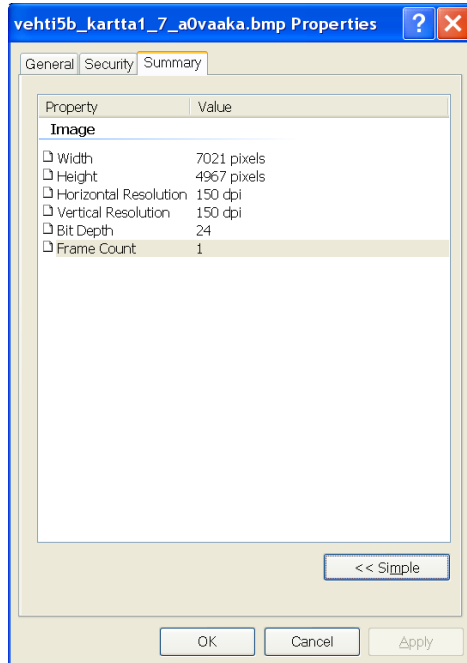 vehti5b_kartta1_7_a0vaaka.bmp Properties ? X
General Security Summary
Property Value
Image
Width 7021 pixels
Height 4967 pixels
Horizontal Resolution 150 dpi
Vertical Resolution 150 dpi
Bit Depth 24
Frame Count 1
<< Simple
OK Cancel Apply